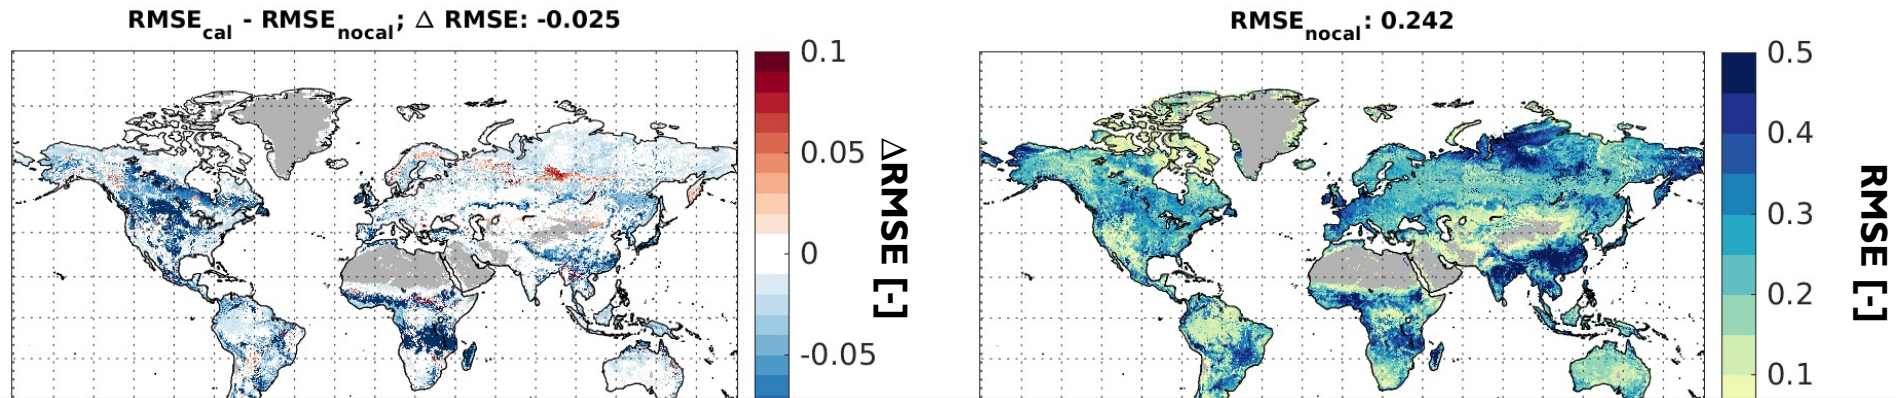 RMSEcal - RMSEnocal; Δ RMSE: -0.025
0.1
0.05
0
-0.05
ΔRMSE [-]
RMSEnocal: 0.242
0.5
0.4
0.3
0.2
0.1
RMSE [-]